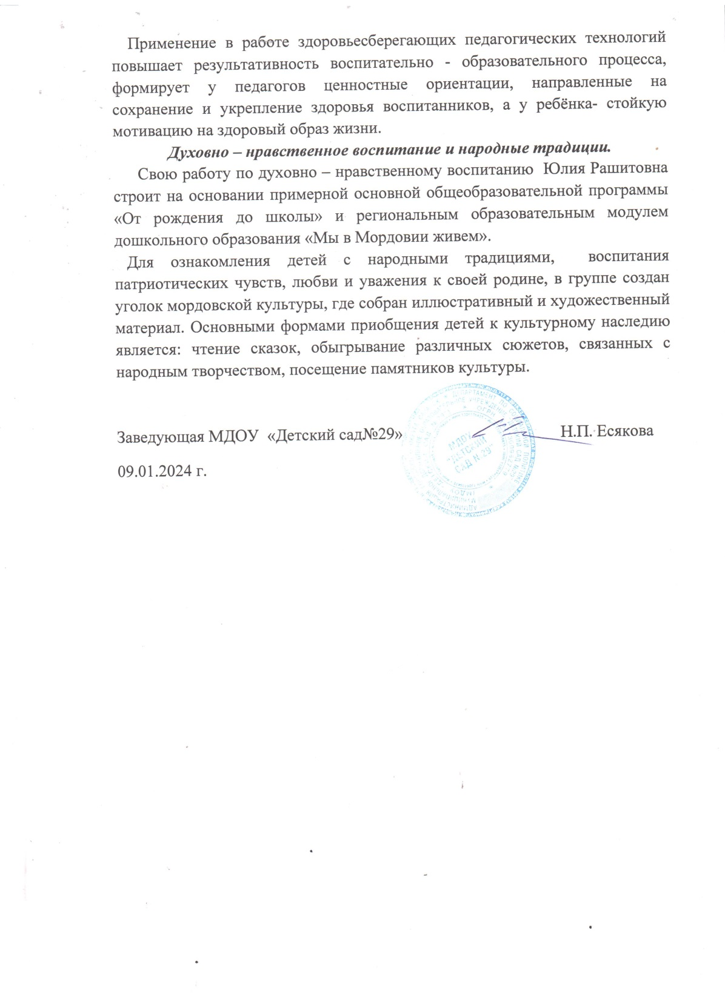 Применение в работе здоровьесберегающих педагогических технологий
повышает результативность воспитательно - образовательного процесса,
формирует у педагогов ценностные ориентации, направленные на
сохранение и укрепление здоровья воспитанников, а у ребёнка- стойкую
мотивацию на здоровый образ жизни.
Духовно – нравственное воспитание и народные традиции.
Свою работу по духовно – нравственному воспитанию Юлия Рашитовна
строит на основании примерной основной общеобразовательной программы
«От рождения до школы» и региональным образовательным модулем
дошкольного образования «Мы в Мордовии живем».
Для ознакомления детей с народными традициями, воспитания
патриотических чувств, любви и уважения к своей родине, в группе создан
уголок мордовской культуры, где собран иллюстративный и художественный
материал. Основными формами приобщения детей к культурному наследию
является: чтение сказок, обыгрывание различных сюжетов, связанных с
народным творчеством, посещение памятников культуры.
Заведующая МДОУ «Детский сад№29»
Н.П. Есякова
09.01.2024 г.
МДОУ
"ДЕТСКИЙ
САД N 29"